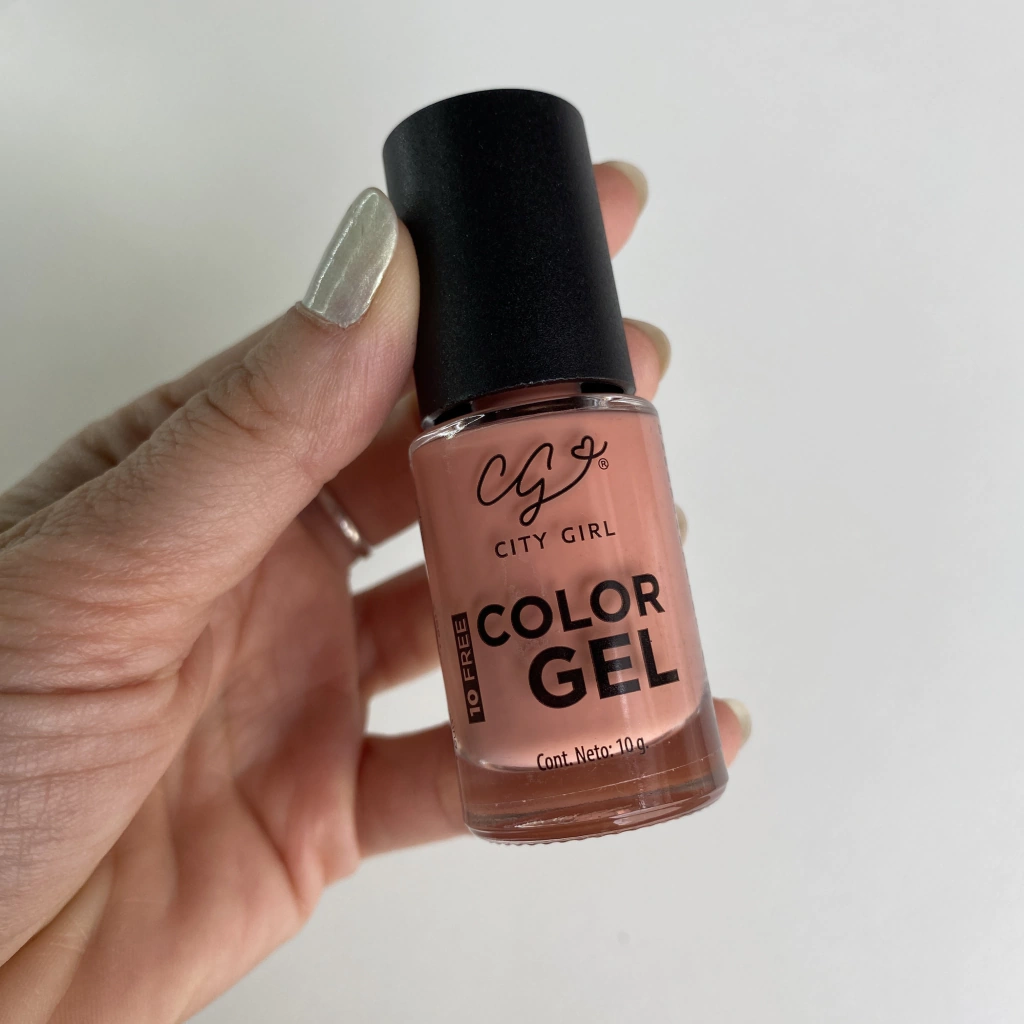 CG®
CITY GIRL
10 FREE
COLOR
GEL
Cont. Neto: 10 g.